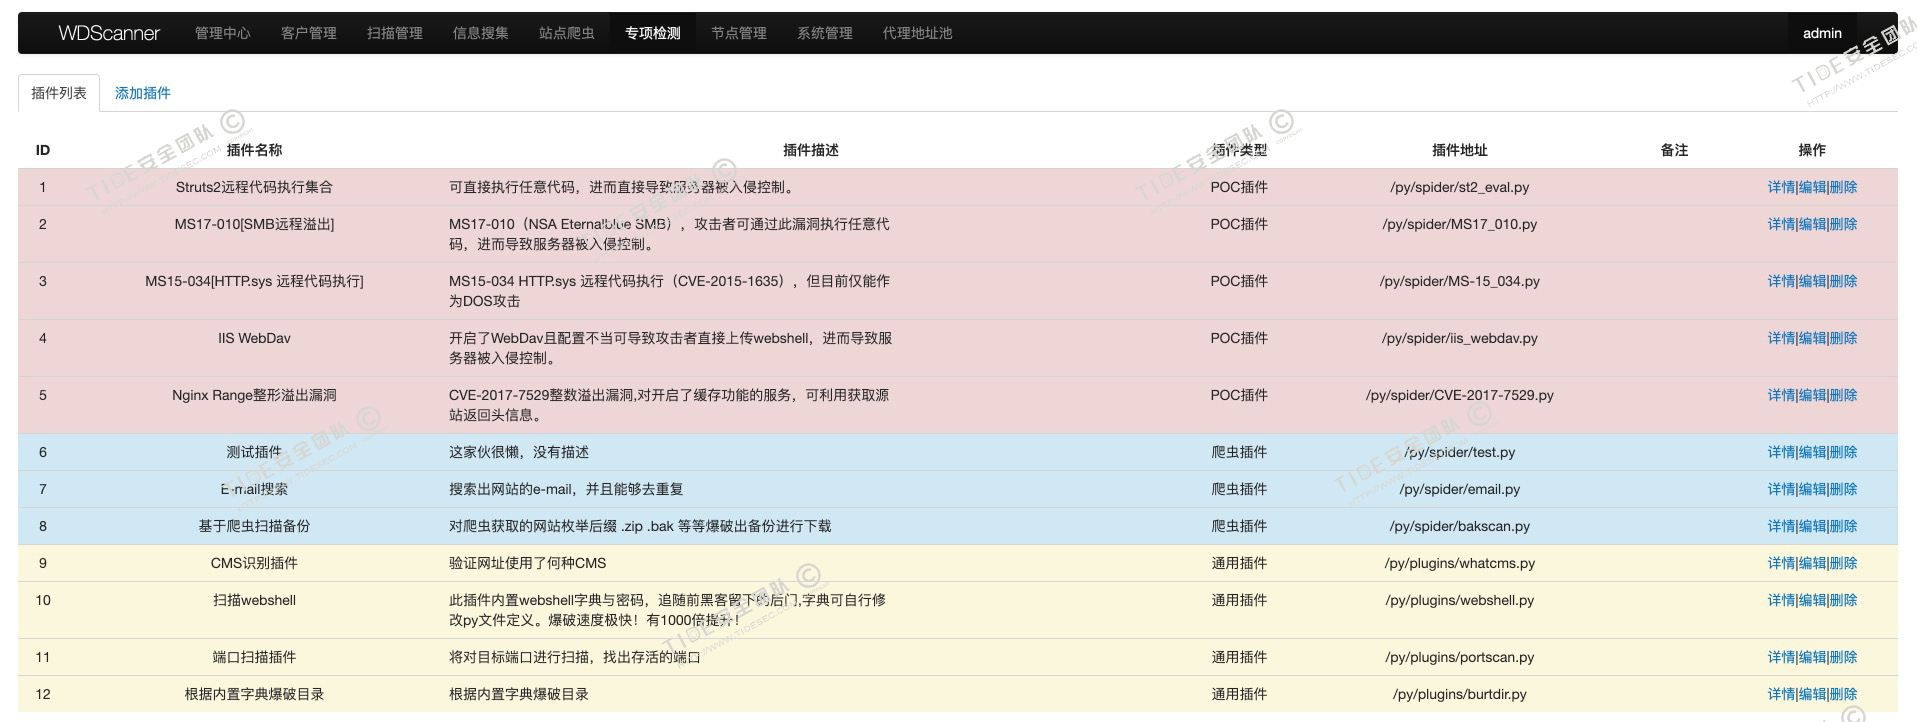 WDScanner 管理中心 客户管理 扫描管理 信息搜集 站点爬虫 专项检测 节点管理 系统管理 代理地址池 admin
插件列表 添加插件
ID 插件名称 插件描述 插件类型 插件地址 备注 操作
1 Struts2远程代码执行集合 可直接执行任意代码，进而直接导致服务器被入侵控制。 POC插件 /py/spider/st2_eval.py 详情|编辑|删除
2 MS17-010[SMB远程溢出] MS17-010（NSA Eternalblue SMB），攻击者可通过此漏洞执行任意代 POC插件 /py/spider/MS17_010.py 详情|编辑|删除
码，进而导致服务器被入侵控制。
3 MS15-034[HTTP.sys 远程代码执行] MS15-034 HTTP.sys 远程代码执行（CVE-2015-1635），但目前仅能作 POC插件 /py/spider/MS-15_034.py 详情|编辑|删除
为DOS攻击
4 IIS WebDav 开启了WebDav且配置不当可导致攻击者直接上传webshell，进而导致服 POC插件 /py/spider/iis_webdav.py 详情|编辑|删除
务器被入侵控制。
5 Nginx Range整形溢出漏洞 CVE-2017-7529整数溢出漏洞,对开启了缓存功能的服务，可利用获取源 POC插件 /py/spider/CVE-2017-7529.py 详情|编辑|删除
站返回头信息。
6 测试插件 这家伙很懒，没有描述 爬虫插件 /py/spider/test.py 详情|编辑|删除
7 E-mail搜索 搜索出网站的e-mail，并且能够去重复 爬虫插件 /py/spider/email.py 详情|编辑|删除
8 基于爬虫扫描备份 对爬虫获取的网站枚举后缀 .zip .bak 等等爆破出备份进行下载 爬虫插件 /py/spider/bakscan.py 详情|编辑|删除
9 CMS识别插件 验证网址使用了何种CMS 通用插件 /py/plugins/whatcms.py 详情|编辑|删除
10 扫描webshell 此插件内置webshell字典与密码，追随前黑客留下的后门,字典可自行修 通用插件 /py/plugins/webshell.py 详情|编辑|删除
改py文件定义。爆破速度极快！有1000倍提升！
11 端口扫描插件 将对目标端口进行扫描，找出存活的端口 通用插件 /py/plugins/portscan.py 详情|编辑|删除
12 根据内置字典爆破目录 根据内置字典爆破目录 通用插件 /py/plugins/burtdir.py 详情|编辑|删除
TIDE安全团队 ©
HTTP://WWW.TIDESEC.COM